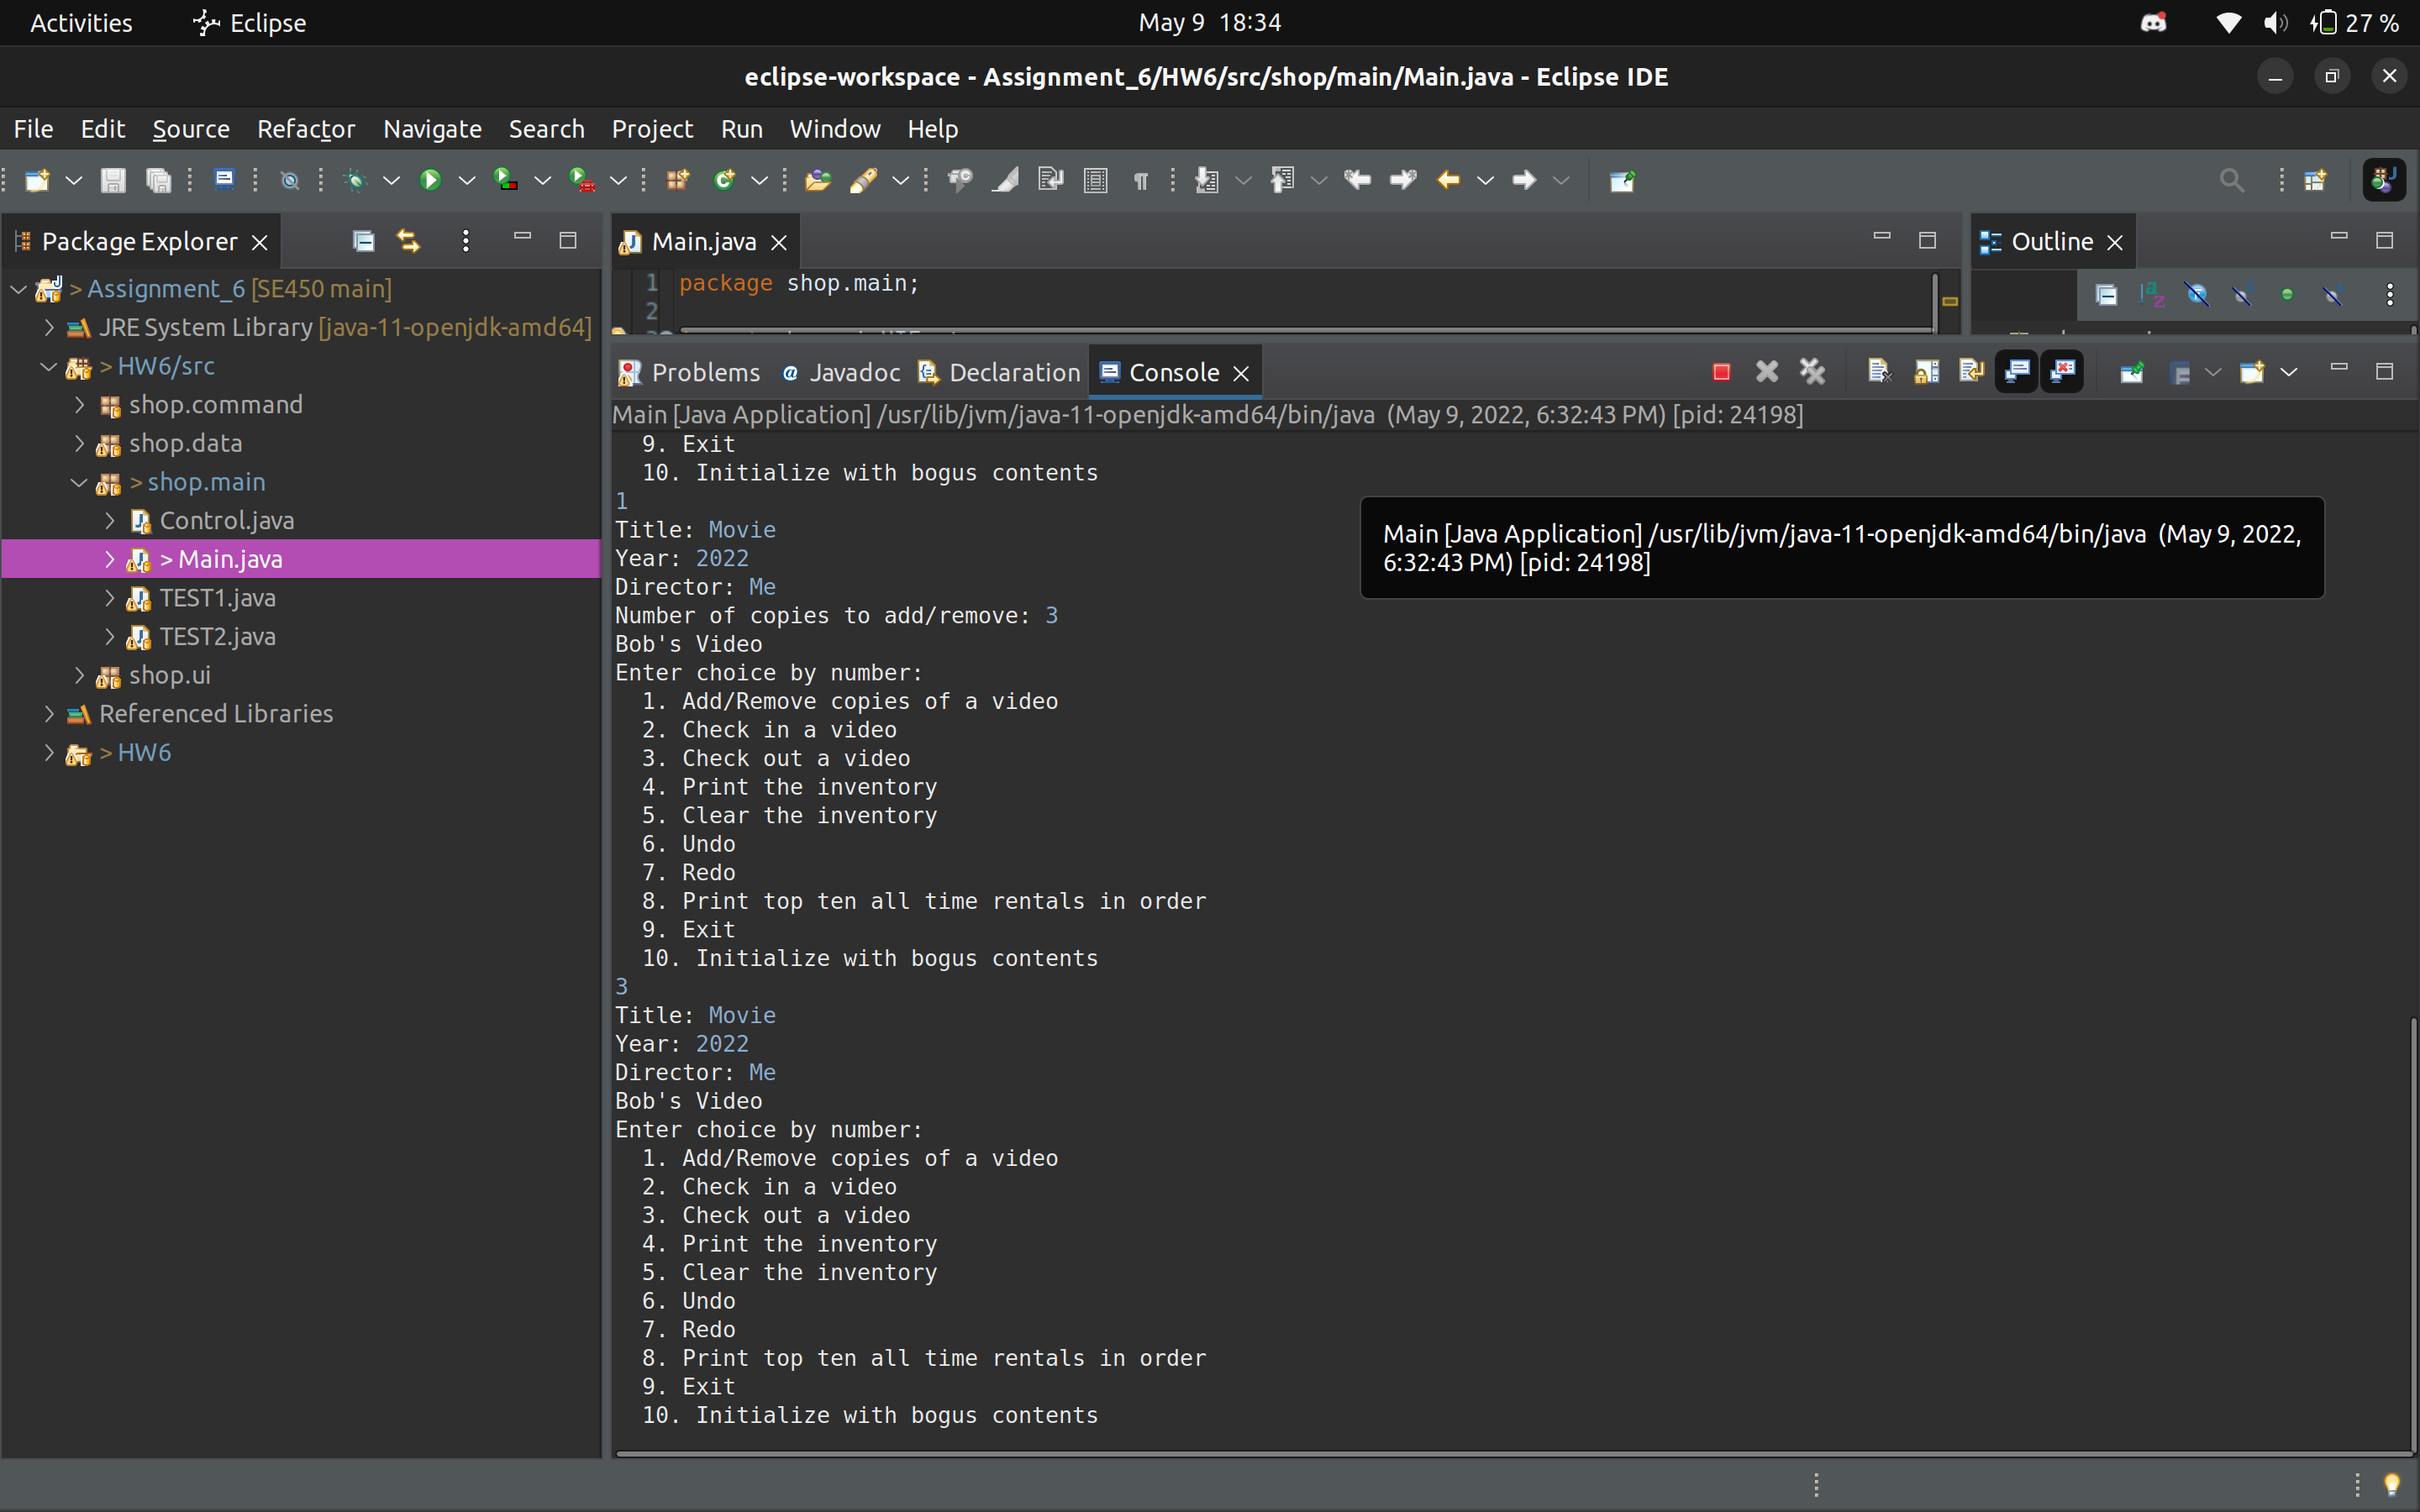 Activities
Eclipse
May 9 18:34
27 %
eclipse-workspace - Assignment_6/HW6/src/shop/main/Main.java - Eclipse IDE
File Edit Source Refactor Navigate Search Project Run Window Help
Package Explorer
> Assignment_6 [SE450 main]
JRE System Library [java-11-openjdk-amd64]
> HW6/src
shop.command
shop.data
> shop.main
Control.java
> Main.java
TEST1.java
TEST2.java
shop.ui
Referenced Libraries
> HW6
Main.java
1 package shop.main;
2
Outline
Problems
Javadoc
Declaration
Console
Main [Java Application] /usr/lib/jvm/java-11-openjdk-amd64/bin/java (May 9, 2022, 6:32:43 PM) [pid: 24198]
9. Exit
10. Initialize with bogus contents
1
Title: Movie
Year: 2022
Director: Me
Number of copies to add/remove: 3
Bob's Video
Enter choice by number:
1. Add/Remove copies of a video
2. Check in a video
3. Check out a video
4. Print the inventory
5. Clear the inventory
6. Undo
7. Redo
8. Print top ten all time rentals in order
9. Exit
10. Initialize with bogus contents
3
Title: Movie
Year: 2022
Director: Me
Bob's Video
Enter choice by number:
1. Add/Remove copies of a video
2. Check in a video
3. Check out a video
4. Print the inventory
5. Clear the inventory
6. Undo
7. Redo
8. Print top ten all time rentals in order
9. Exit
10. Initialize with bogus contents
Main [Java Application] /usr/lib/jvm/java-11-openjdk-amd64/bin/java (May 9, 2022,
6:32:43 PM) [pid: 24198]